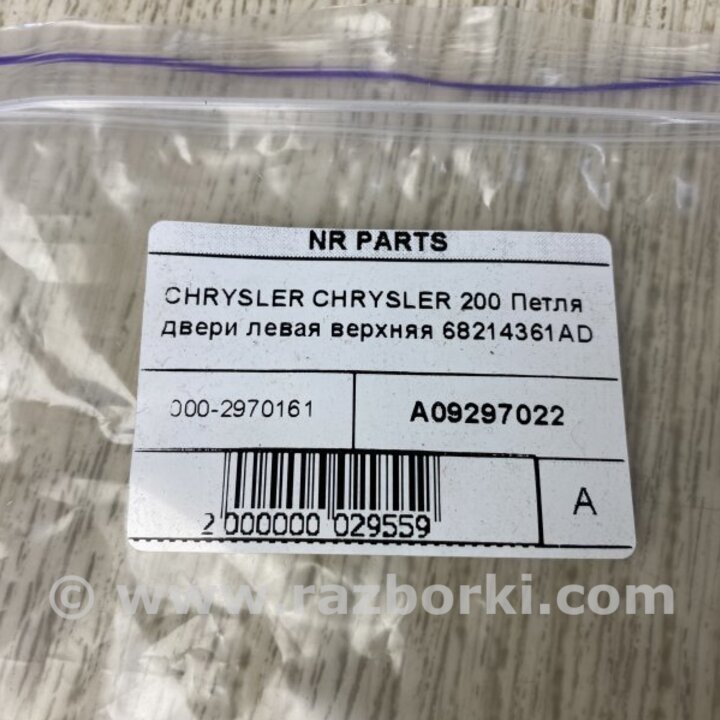 NR PARTS
CHRYSLER CHRYSLER 200 Петля
двери левая верхняя 68214361AD
000-2970161
A09297022
2 000000 029559
A
© www.razborki.com